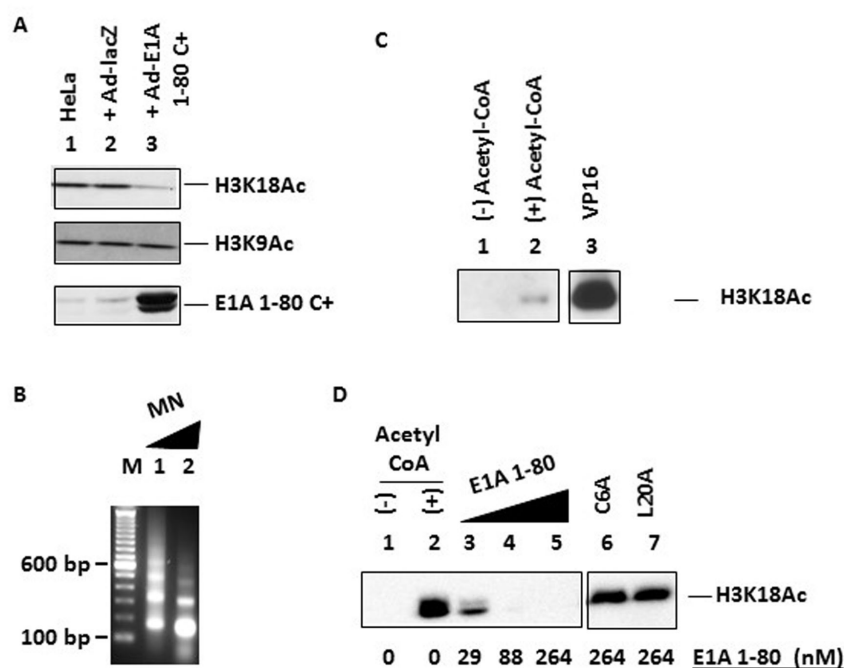 A
HeLa
+ Ad-lacZ
+ Ad-E1A
1-80 C+
1 2 3
H3K18Ac
H3K9Ac
E1A 1-80 C+
B
MN
M 1 2
600 bp
100 bp
C
(-) Acetyl-CoA
(+) Acetyl-CoA
VP16
1 2 3
H3K18Ac
D
Acetyl
CoA
(-)
(+)
E1A 1-80
C6A
L20A
1 2 3 4 5 6 7
H3K18Ac
0 0 29 88 264 264 264 E1A 1-80 (nM)